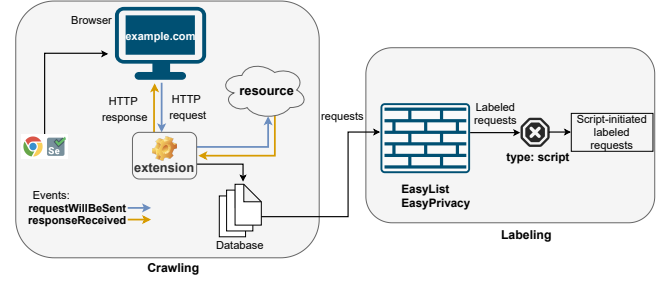 Browser
example.com
HTTP
response
HTTP
request
resource
Se
extension
Events:
requestWillBeSent
responseReceived
Database
Crawling
requests
EasyList
EasyPrivacy
Labeled
requests
type: script
Script-initiated
labeled
requests
Labeling